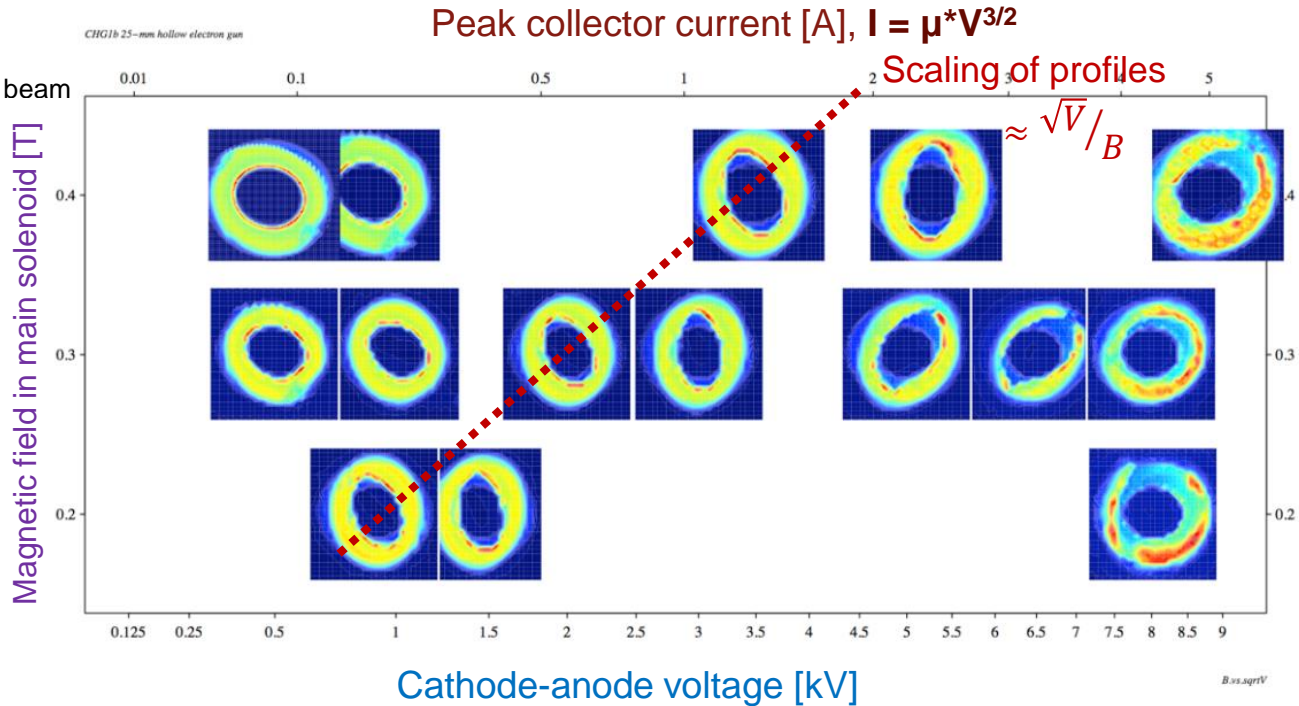 Peak collector current [A], I = μ*V3/2
CHG1b 25-mm hollow electron gun
beam
0.01 0.1 0.5 1 2 3 4 5
Scaling of profiles
≈ √V/B
Magnetic field in main solenoid [T]
0.4 .4
0.3 0.3
0.2 0.2
0.125 0.25 0.5 1 1.5 2 2.5 3 3.5 4 4.5 5 5.5 6 6.5 7 7.5 8 8.5 9
Cathode-anode voltage [kV]
B.vs.sqrtV